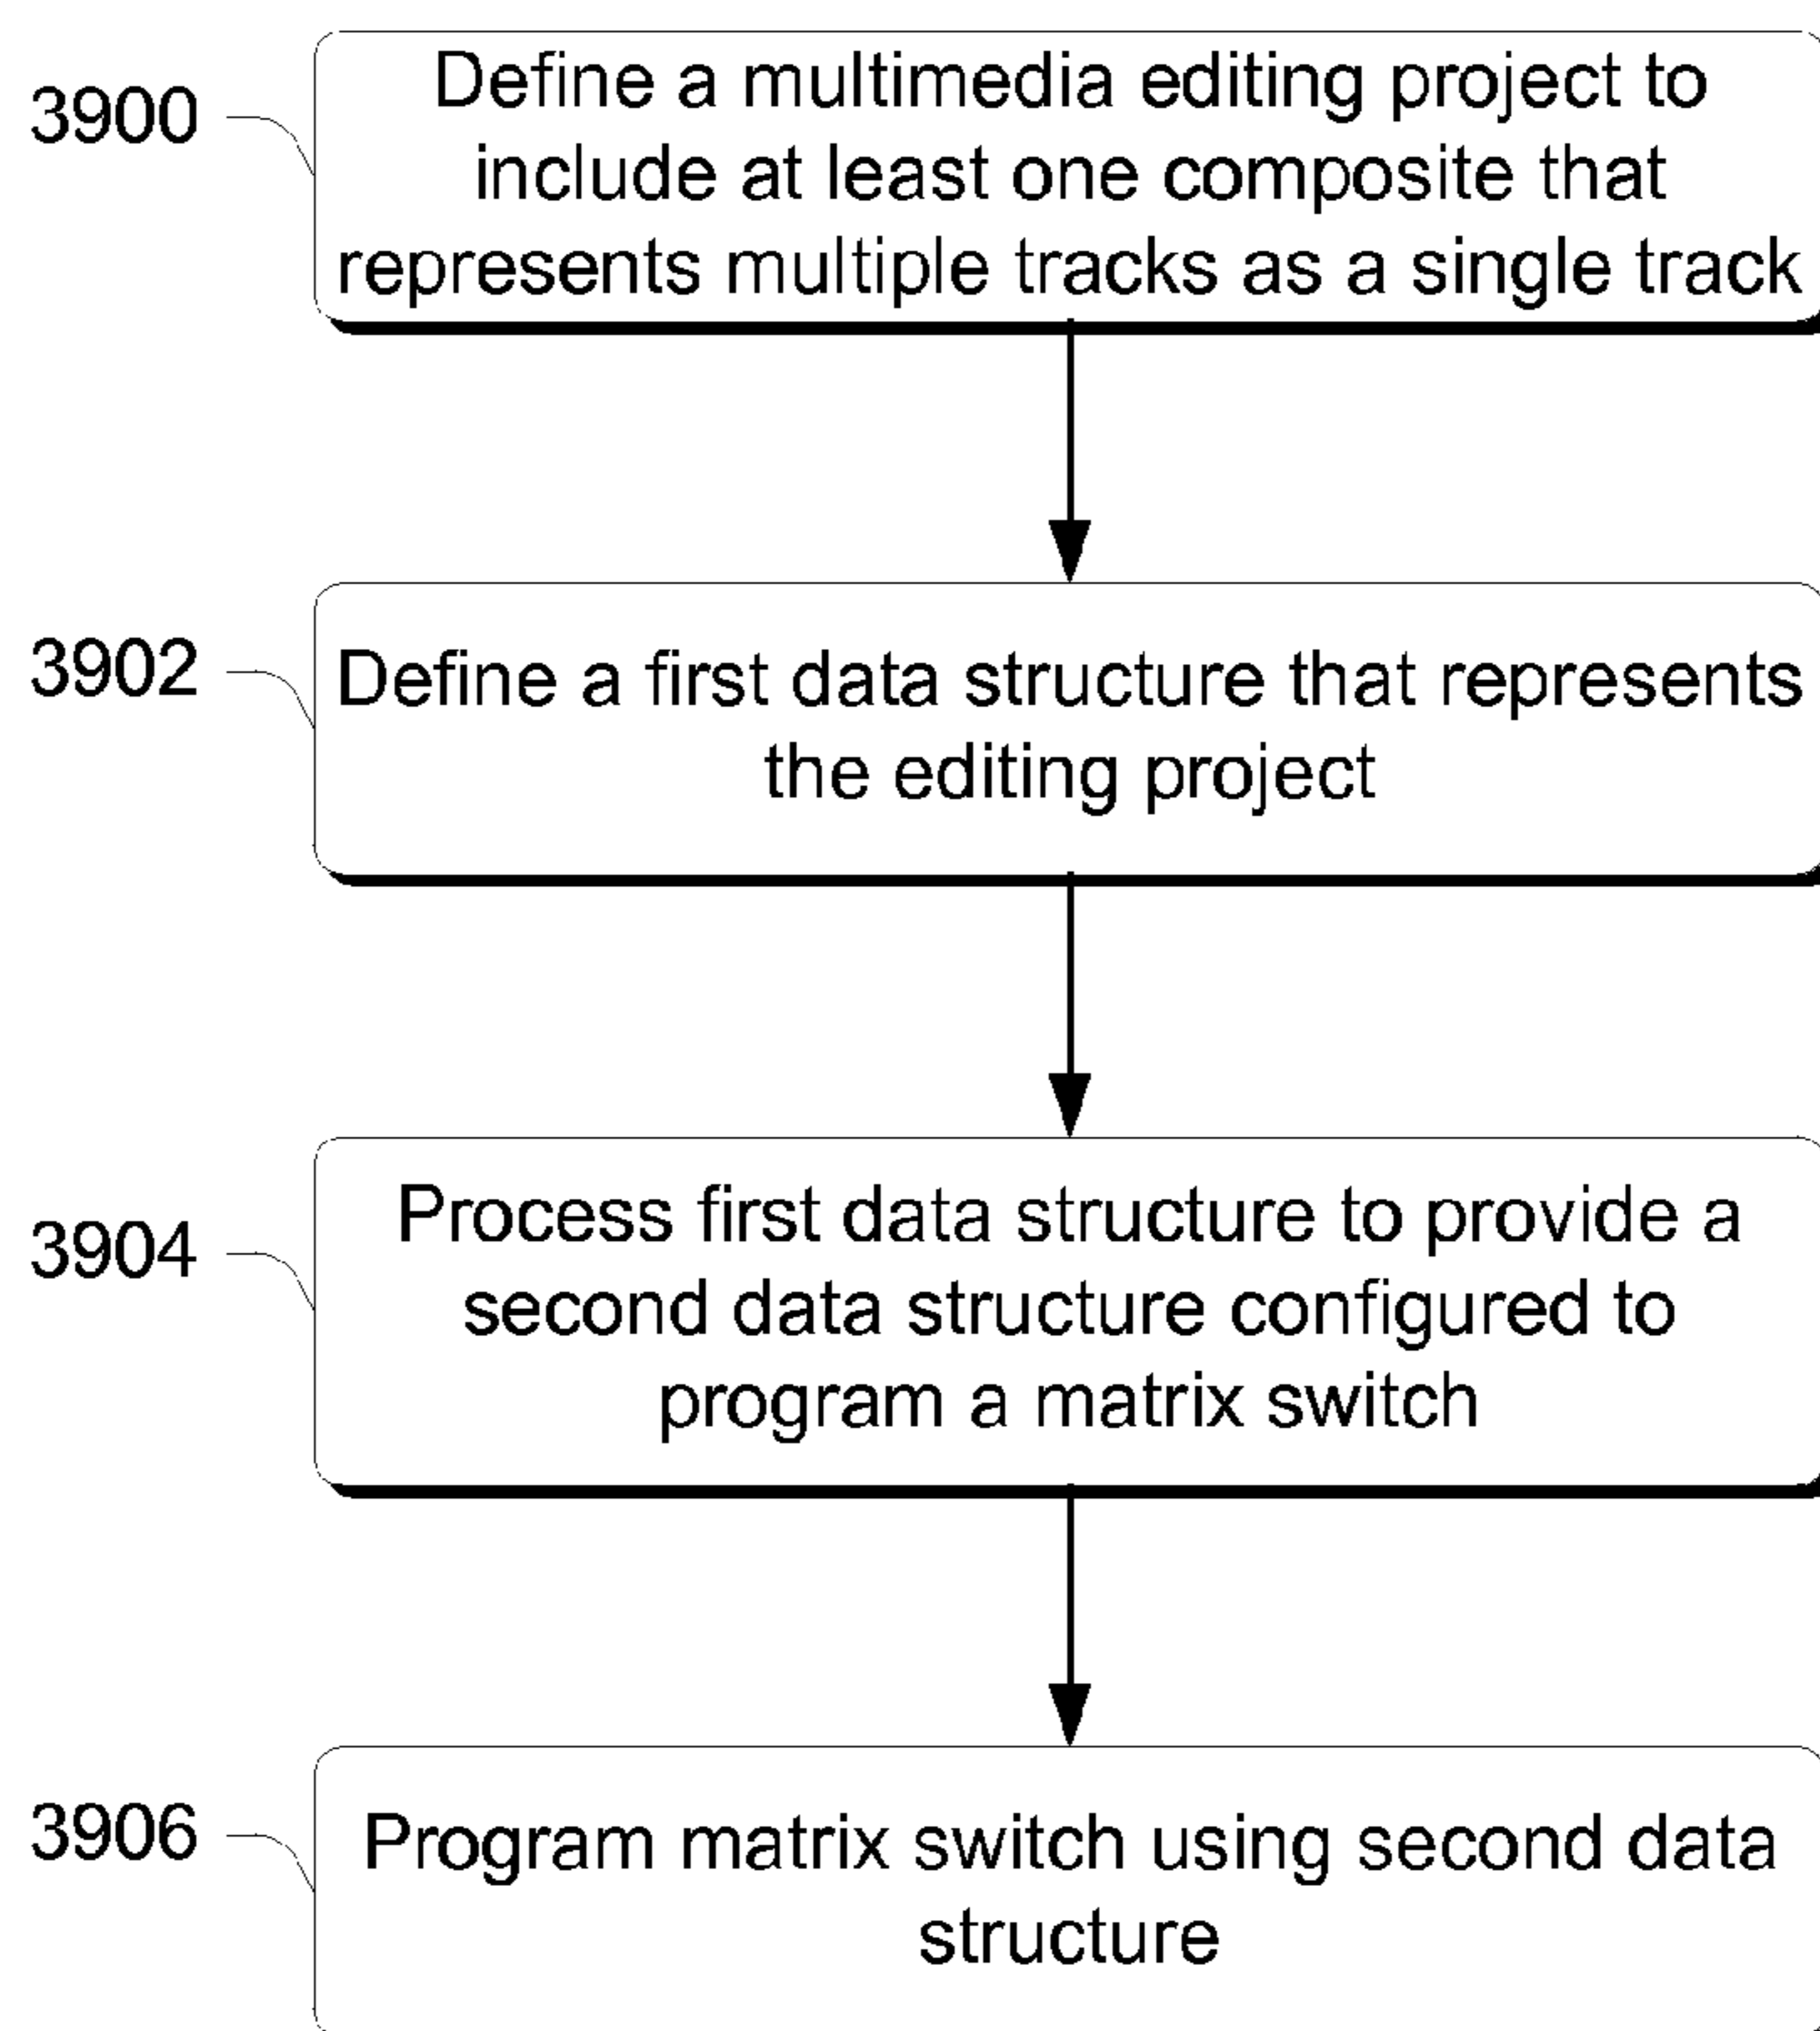 3900
Define a multimedia editing project to
include at least one composite that
represents multiple tracks as a single track
3902
Define a first data structure that represents
the editing project
3904
Process first data structure to provide a
second data structure configured to
program a matrix switch
3906
Program matrix switch using second data
structure